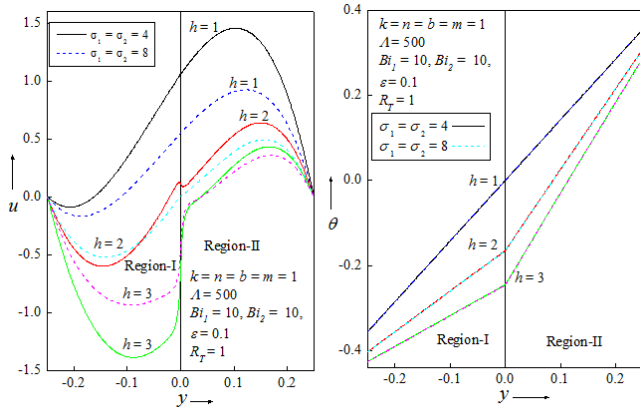 σ₁ = σ₂ = 4
σ₁ = σ₂ = 8
h = 1
h = 1
h = 2
h = 2
h = 3
h = 3
Region-I
Region-II
k = n = b = m = 1
Λ = 500
Bi₁ = 10, Bi₂ = 10,
ε = 0.1
R_T = 1
1.5
1.0
0.5
0.0
-0.5
-1.0
-1.5
u
-0.2
-0.1
0.0
0.1
0.2
y
k = n = b = m = 1
Λ = 500
Bi₁ = 10, Bi₂ = 10,
ε=0.1
R_T = 1
σ₁ = σ₂ = 4
σ₁ = σ₂ = 8
h = 1
h = 2
h = 3
Region-I
Region-II
0.4
0.2
0.0
-0.2
-0.4
θ
-0.2
-0.1
0.0
0.1
0.2
y